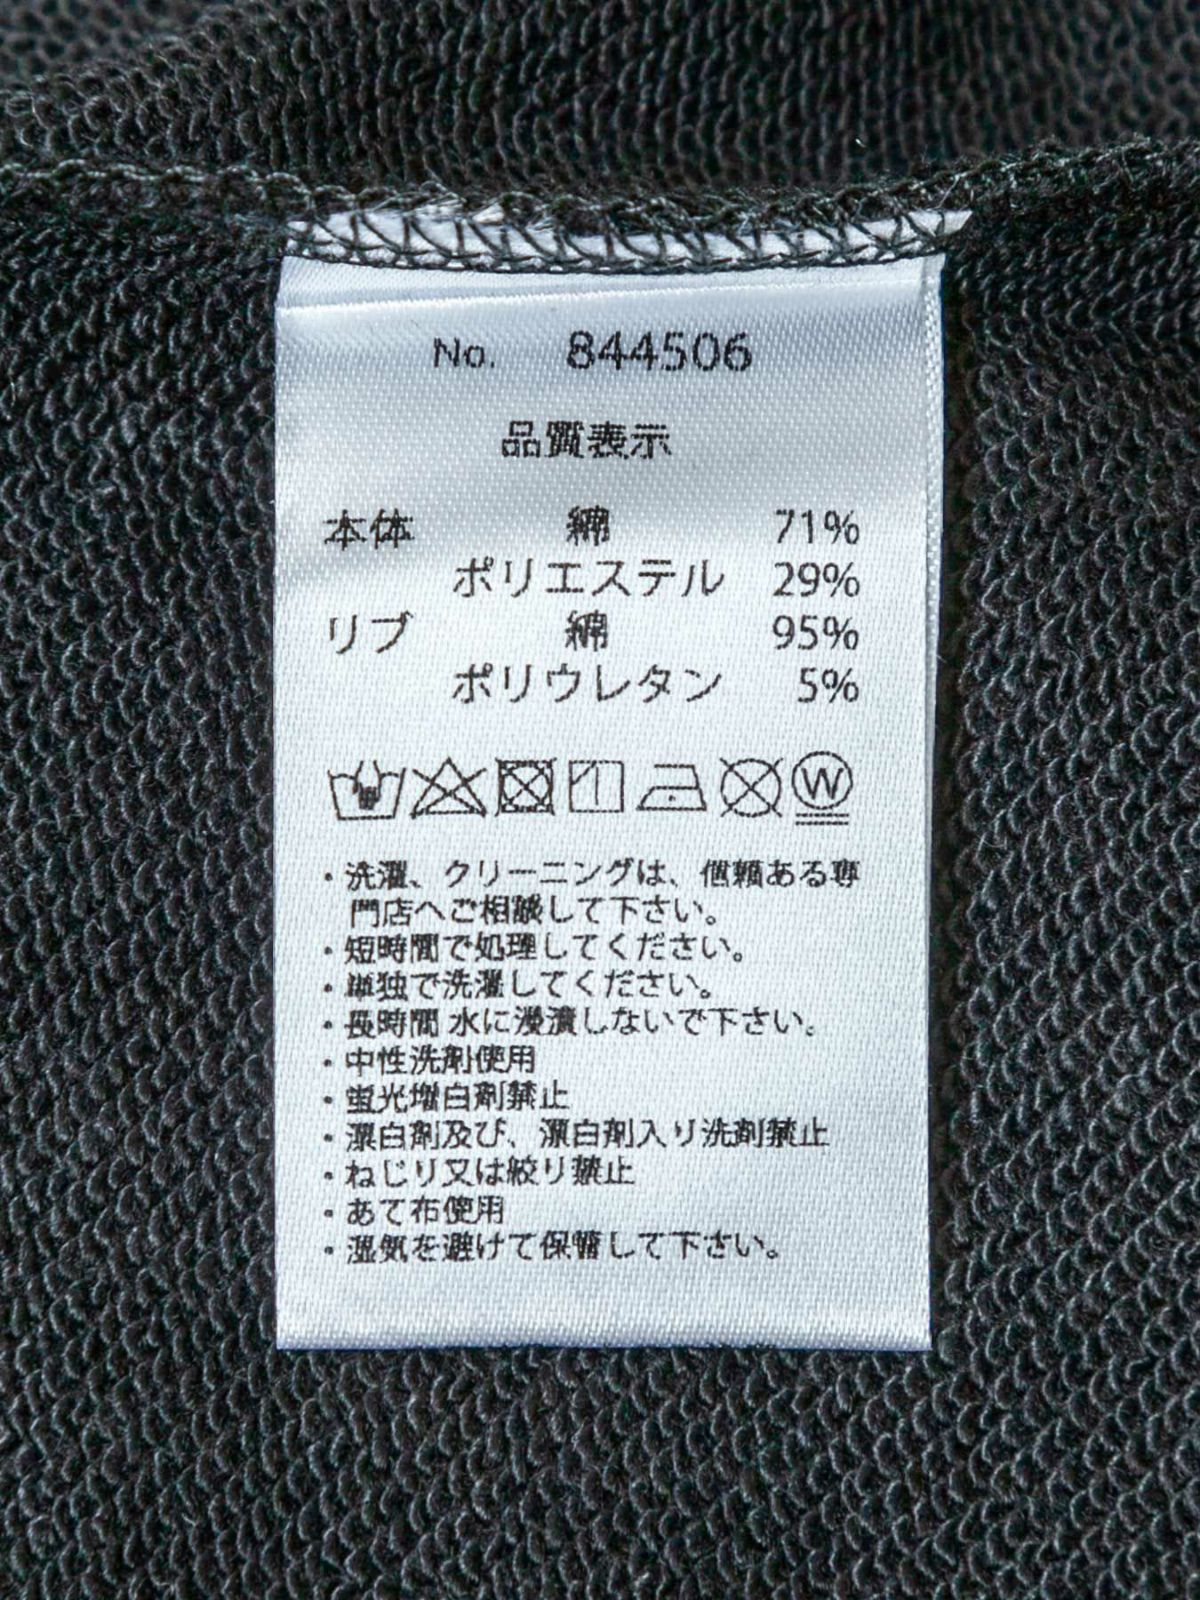 No. 844506
品質表示
本体 綿 71%
ポリエステル 29%
リブ 綿 95%
ポリウレタン 5%
W
・洗濯、クリーニングは、信頼ある専
門店へご相談して下さい。
・短時間で処理してください。
・単独で洗濯してください。
・長時間 水に浸漬しないで下さい。
・中性洗剤使用
・蛍光増白剤禁止
・漂白剤及び、漂白剤入り洗剤禁止
・ねじり又は絞り禁止
・あて布使用
・湿気を避けて保管して下さい。